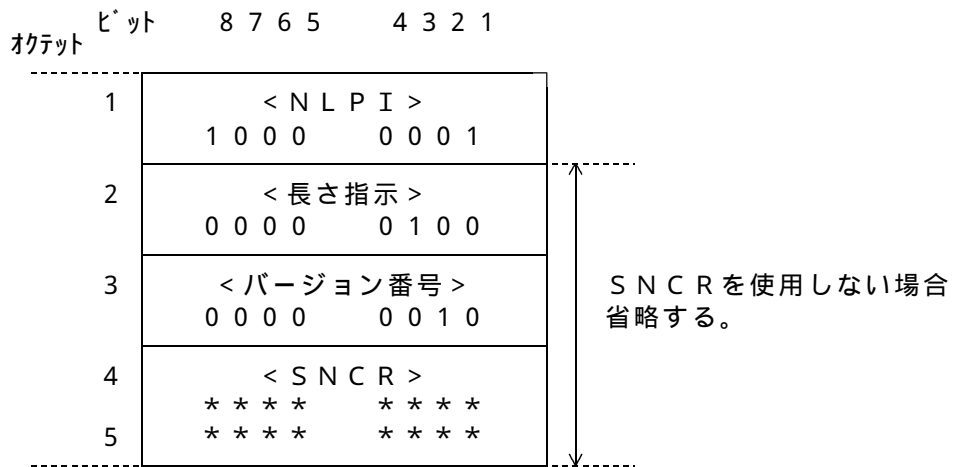 ﾋﾞｯﾄ ８７６５ ４３２１
ｵｸﾃｯﾄ
１ ＜ＮＬＰＩ＞
１０００ ０００１
２ ＜長さ指示＞
００００ ０１００
３ ＜バージョン番号＞
００００ ００１０
ＳＮＣＲを使用しない場合
省略する。
４ ＜ＳＮＣＲ＞
＊＊＊＊ ＊＊＊＊
５ ＊＊＊＊ ＊＊＊＊